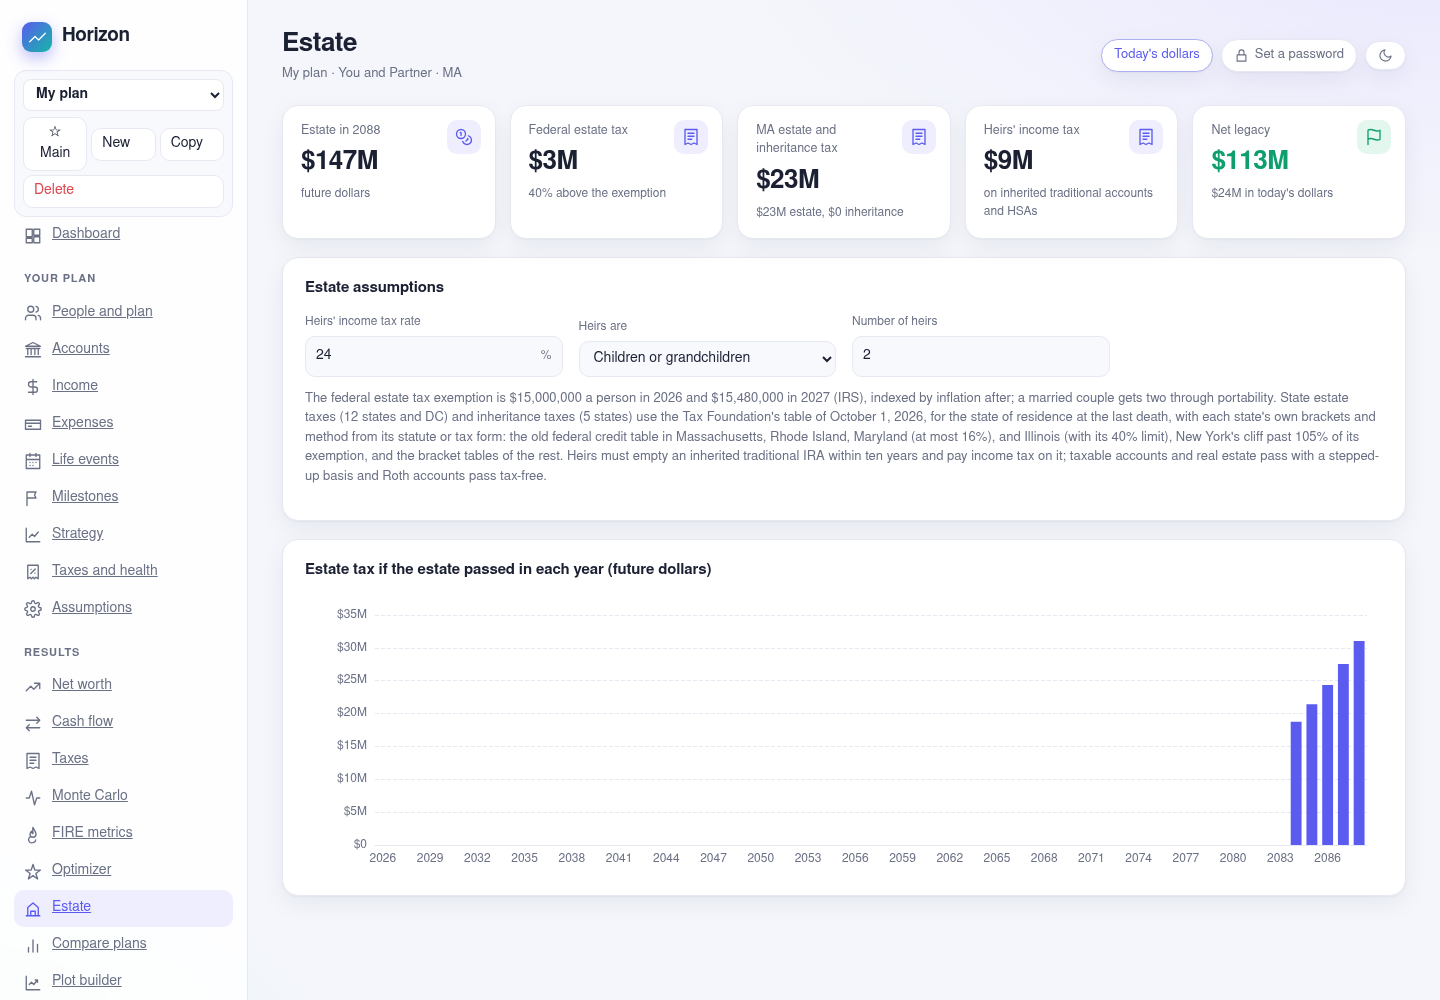 Horizon
My plan
☆
Main
New
Copy
Delete
Dashboard
YOUR PLAN
People and plan
Accounts
Income
Expenses
Life events
Milestones
Strategy
Taxes and health
Assumptions
RESULTS
Net worth
Cash flow
Taxes
Monte Carlo
FIRE metrics
Optimizer
Estate
Compare plans
Plot builder
Estate
My plan · You and Partner · MA
Today's dollars
Set a password
Estate in 2088
$147M
future dollars
Federal estate tax
$3M
40% above the exemption
MA estate and
inheritance tax
$23M
$23M estate, $0 inheritance
Heirs' income tax
$9M
on inherited traditional accounts
and HSAs
Net legacy
$113M
$24M in today's dollars
Estate assumptions
Heirs' income tax rate
24 %
Heirs are
Children or grandchildren
Number of heirs
2
The federal estate tax exemption is $15,000,000 a person in 2026 and $15,480,000 in 2027 (IRS), indexed by inflation after; a married couple gets two through portability. State estate
taxes (12 states and DC) and inheritance taxes (5 states) use the Tax Foundation's table of October 1, 2026, for the state of residence at the last death, with each state's own brackets and
method from its statute or tax form: the old federal credit table in Massachusetts, Rhode Island, Maryland (at most 16%), and Illinois (with its 40% limit), New York's cliff past 105% of its
exemption, and the bracket tables of the rest. Heirs must empty an inherited traditional IRA within ten years and pay income tax on it; taxable accounts and real estate pass with a stepped-
up basis and Roth accounts pass tax-free.
Estate tax if the estate passed in each year (future dollars)
$35M
$30M
$25M
$20M
$15M
$10M
$5M
$0
2026 2029 2032 2035 2038 2041 2044 2047 2050 2053 2056 2059 2062 2065 2068 2071 2074 2077 2080 2083 2086